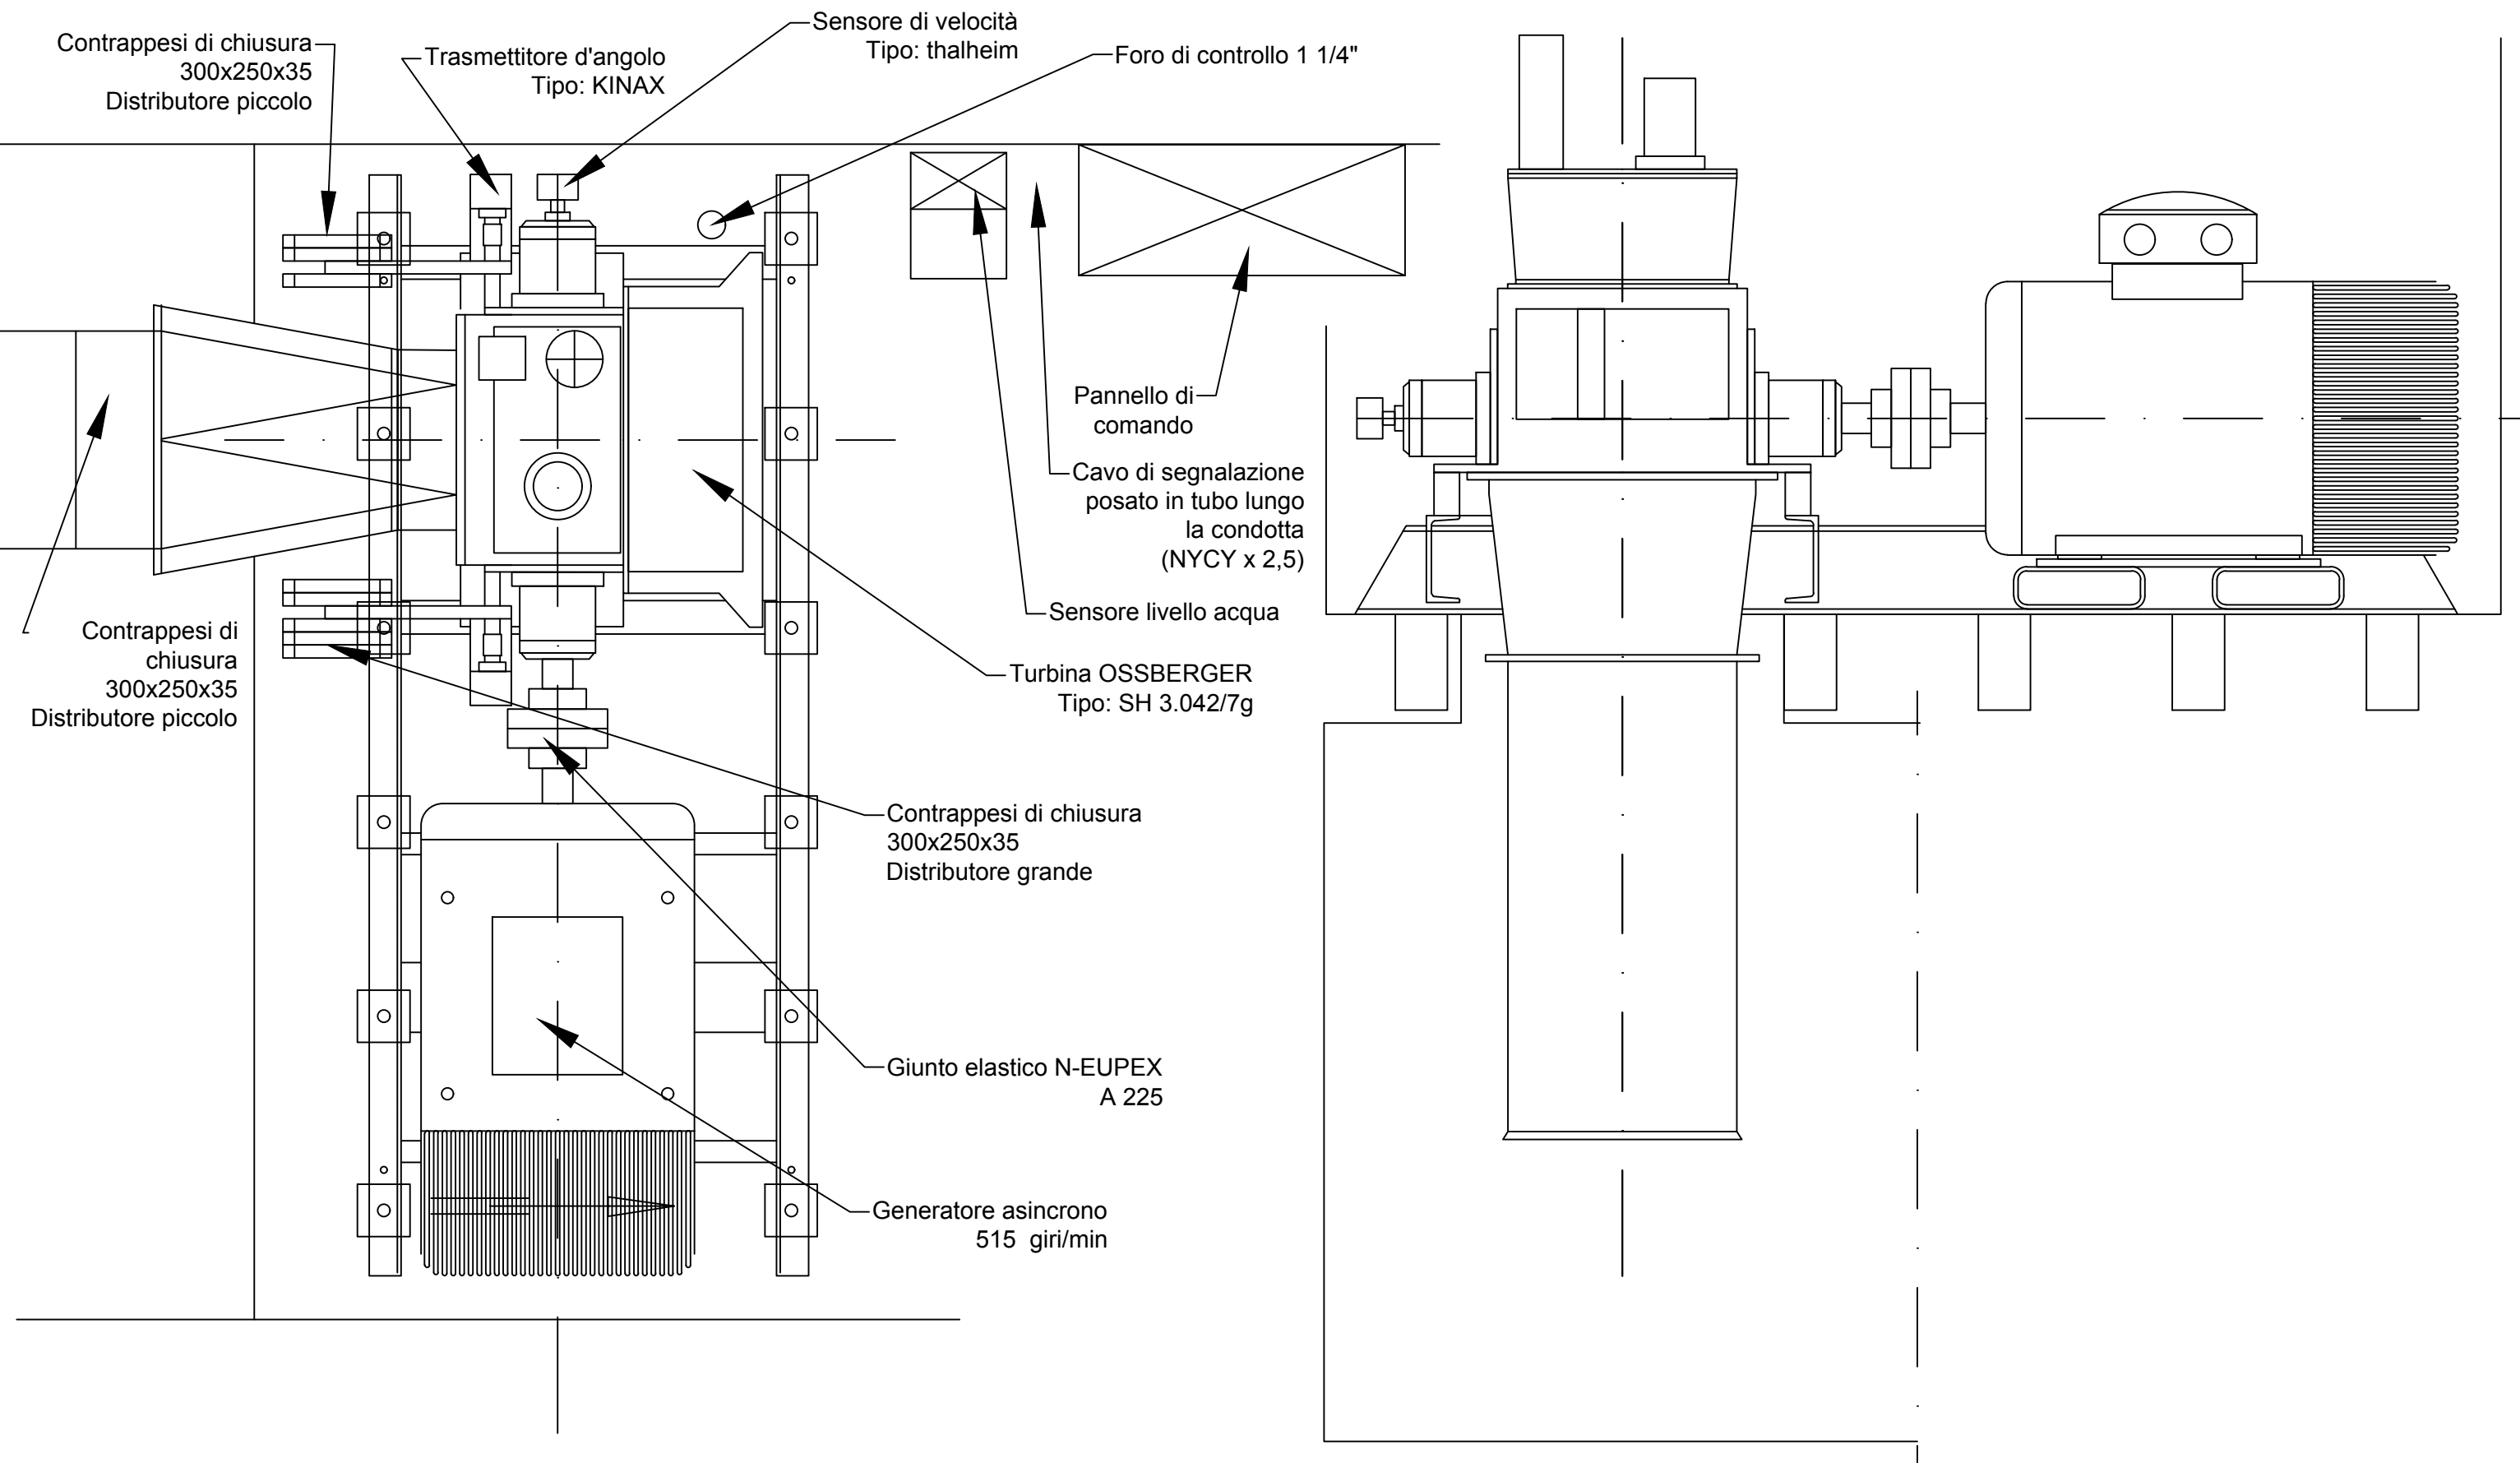 Contrappesi di chiusura
300x250x35
Distributore piccolo
Trasmettitore d'angolo
Tipo: KINAX
Sensore di velocità
Tipo: thalheim
Foro di controllo 1 1/4"
Pannello di
comando
Cavo di segnalazione
posato in tubo lungo
la condotta
(NYCY x 2,5)
Sensore livello acqua
Contrappesi di
chiusura
300x250x35
Distributore piccolo
Turbina OSSBERGER
Tipo: SH 3.042/7g
Contrappesi di chiusura
300x250x35
Distributore grande
Giunto elastico N-EUPEX
A 225
Generatore asincrono
515 giri/min